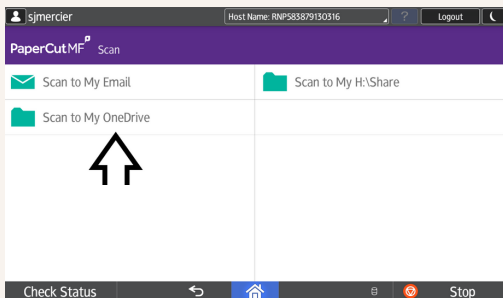 sjmercier Host Name: RNP583879130316 ? Logout
PaperCut MF Scan
Scan to My Email Scan to My H:\Share
Scan to My OneDrive
Check Status Stop